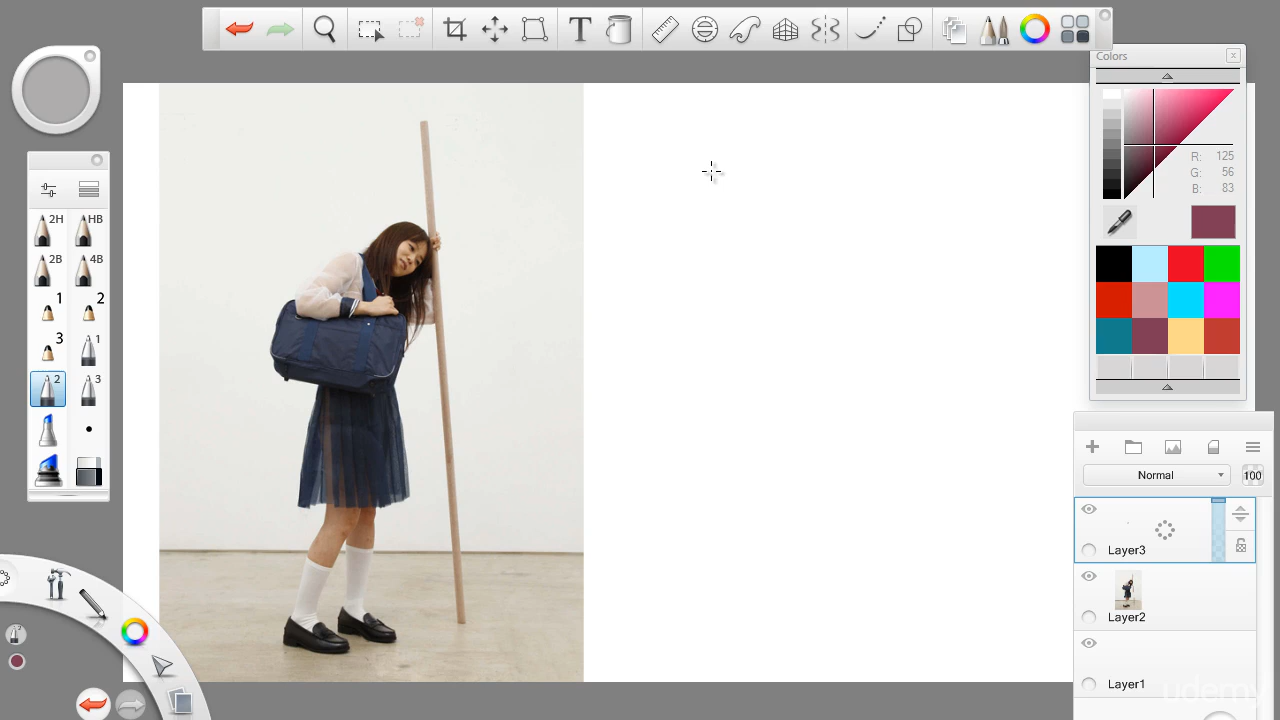 T
Colors
R: 125
G: 56
B: 83
2H HB
2B 4B
1 2
3 1
2 3
Normal 100
Layer3
Layer2
Layer1
udemy